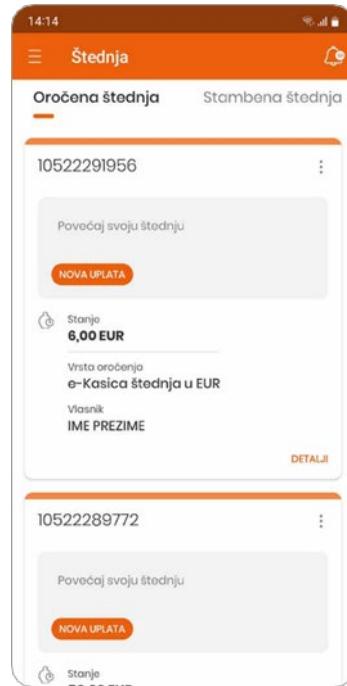 14:14
Štednja
Oročena štednja Stambena štednja
10522291956
Povećaj svoju štednju
NOVA UPLATA
Stanje
6,00 EUR
Vrsta oročenja
e-Kasica štednja u EUR
Vlasnik
IME PREZIME
DETALJI
10522289772
Povećaj svoju štednju
NOVA UPLATA
Stanje